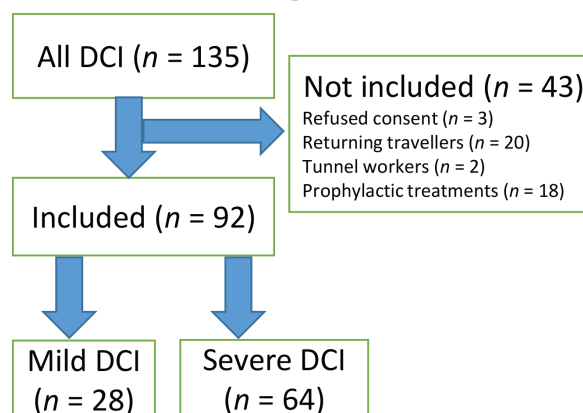 All DCI (n = 135)
Not included (n = 43)
Refused consent (n = 3)
Returning travellers (n = 20)
Tunnel workers (n = 2)
Prophylactic treatments (n = 18)
Included (n = 92)
Mild DCI
(n = 28)
Severe DCI
(n = 64)